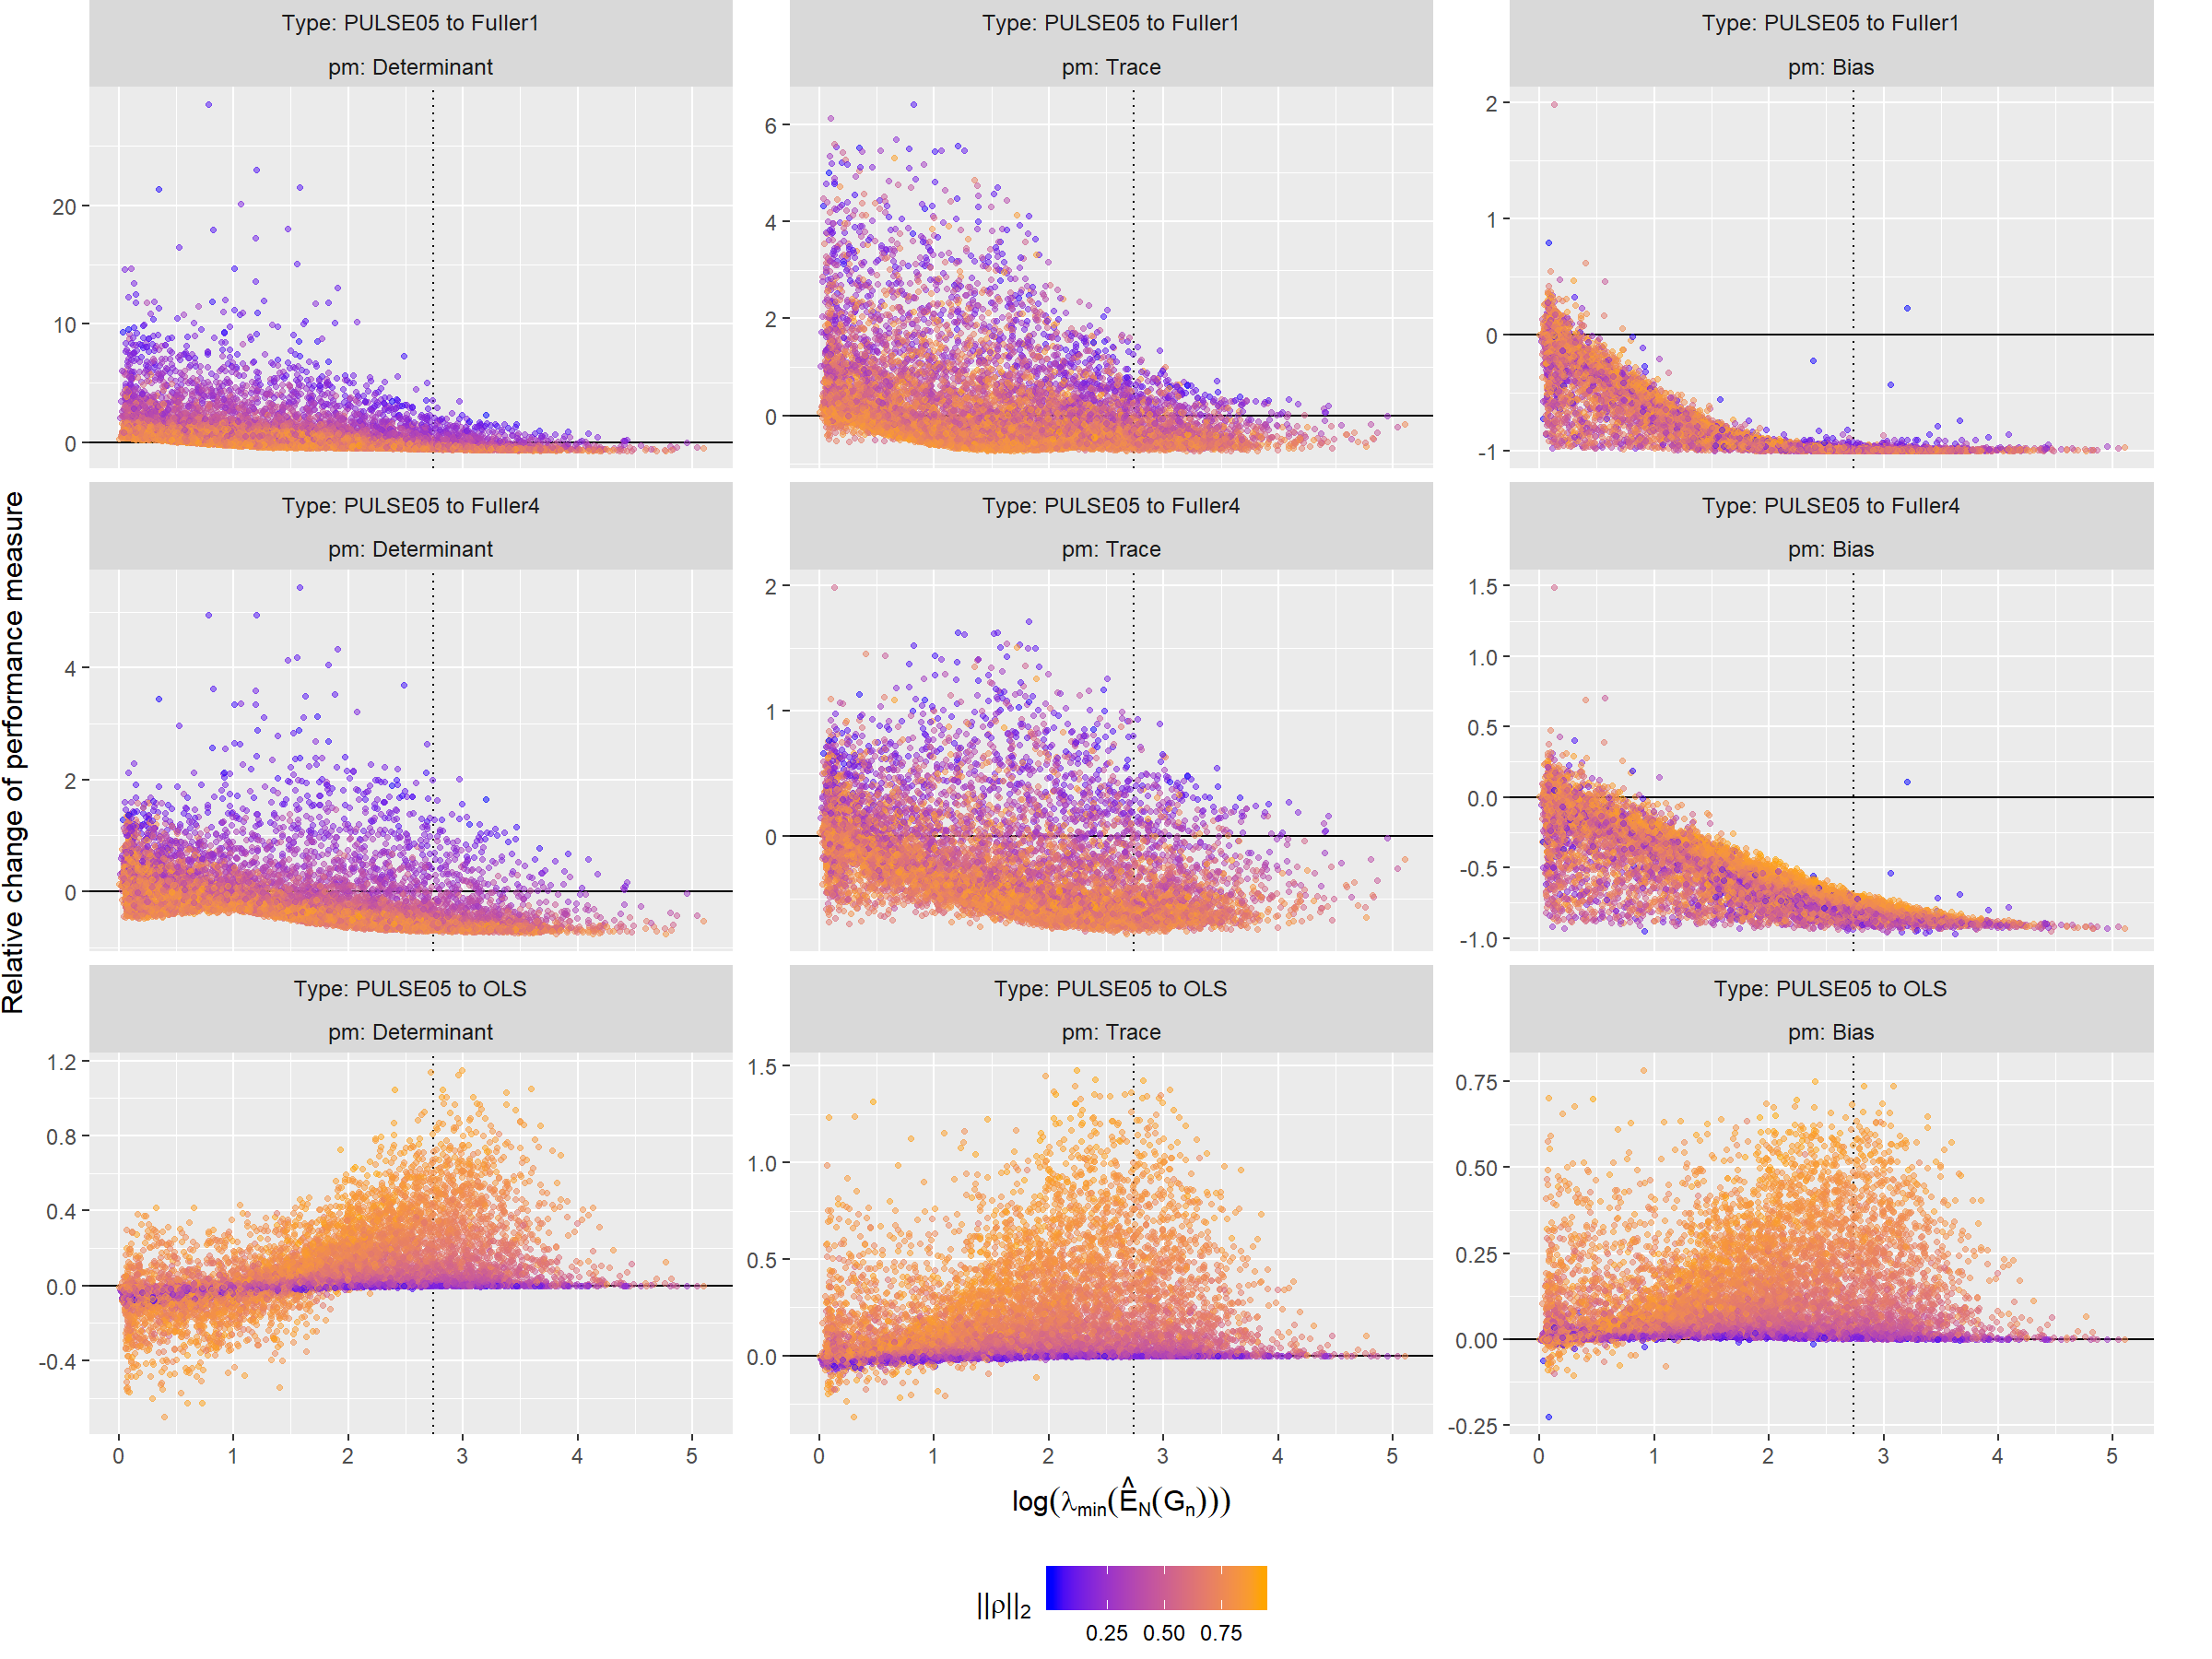 Type: PULSE05 to Fuller1
pm: Determinant
Type: PULSE05 to Fuller1
pm: Trace
Type: PULSE05 to Fuller1
pm: Bias
20
10
0
6
4
2
0
2
1
0
-1
Type: PULSE05 to Fuller4
pm: Determinant
Type: PULSE05 to Fuller4
pm: Trace
Type: PULSE05 to Fuller4
pm: Bias
4
2
0
2
1
0
1.5
1.0
0.5
0.0
-0.5
-1.0
Relative change of performance measure
Type: PULSE05 to OLS
pm: Determinant
Type: PULSE05 to OLS
pm: Trace
Type: PULSE05 to OLS
pm: Bias
1.2
0.8
0.4
0.0
-0.4
1.5
1.0
0.5
0.0
0.75
0.50
0.25
0.00
-0.25
0 1 2 3 4 5
0 1 2 3 4 5
0 1 2 3 4 5
log(λmin(ÊN(Gn)))
||ρ||2
0.25 0.50 0.75